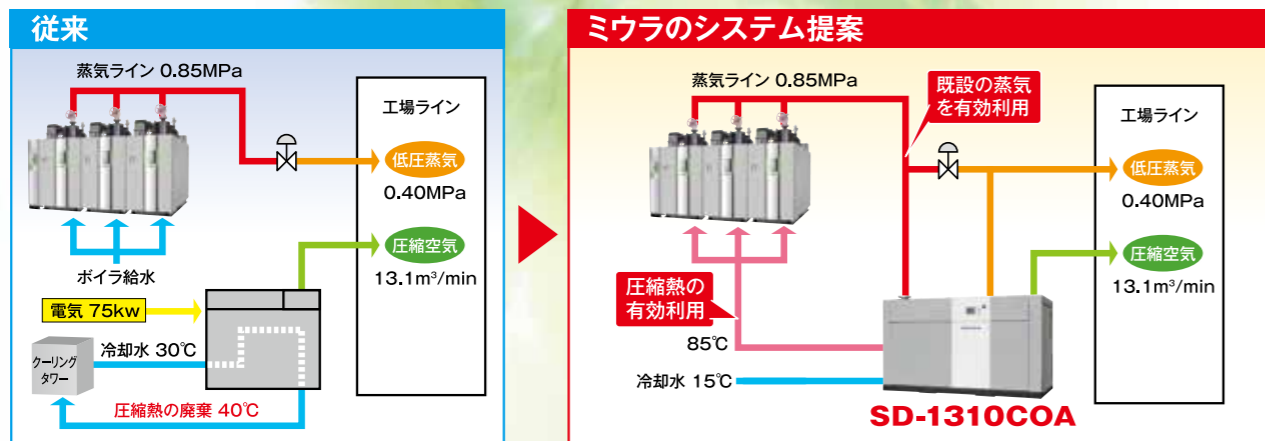 従来
蒸気ライン 0.85MPa
工場ライン
低圧蒸気
0.40MPa
圧縮空気
13.1m³/min
ボイラ給水
電気 75kw
冷却水 30℃
クーリング
タワー
圧縮熱の廃棄 40℃
ミウラのシステム提案
蒸気ライン 0.85MPa
既設の蒸気
を有効利用
工場ライン
低圧蒸気
0.40MPa
圧縮空気
13.1m³/min
圧縮熱の
有効利用
85℃
冷却水 15℃
SD-1310COA